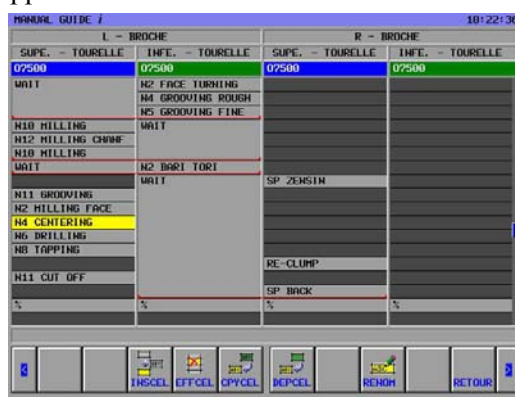 MANUAL GUIDE i 10:22:36
L - BROCHE R - BROCHE
SUPE. - TOURELLE INFE. - TOURELLE SUPE. - TOURELLE INFE. - TOURELLE
O7500 O7500 O7500 O7500
WAIT N2 FACE TURNING
N4 GROOVING ROUGH
N5 GROOVING FINE
N10 MILLING WAIT
N12 MILLING CHAMF
N10 MILLING
WAIT N2 BARI TORI
WAIT SP ZENSIN
N11 GROOVING
N2 MILLING FACE
N4 CENTERING
N6 DRILLING
N8 TAPPING
RE-CLUMP
N11 CUT OFF
SP BACK
% % % %
INSCEL EFFCEL CPYCEL DEPCEL RENOM RETOUR